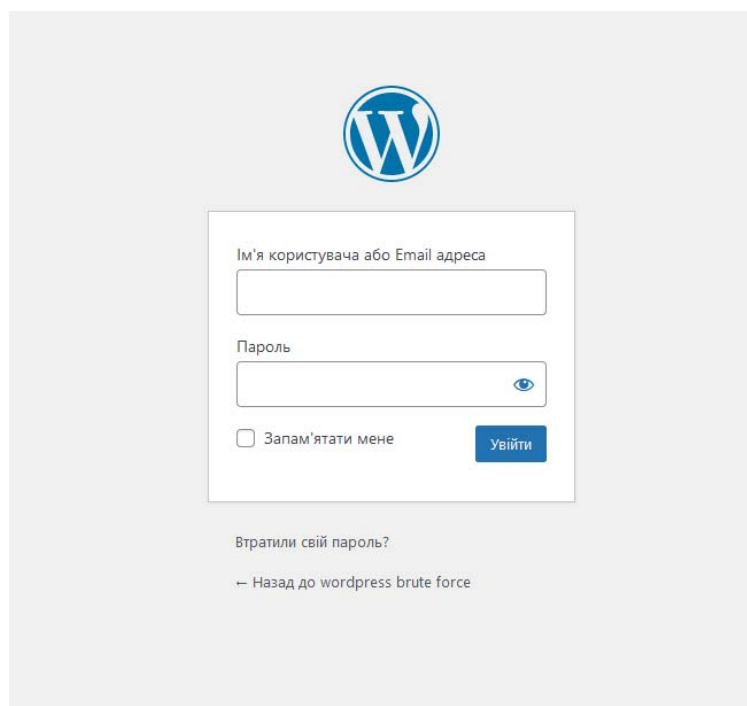 Ім'я користувача або Email адреса
Пароль
Запам'ятати мене
Увійти
Втратили свій пароль?
← Назад до wordpress brute force